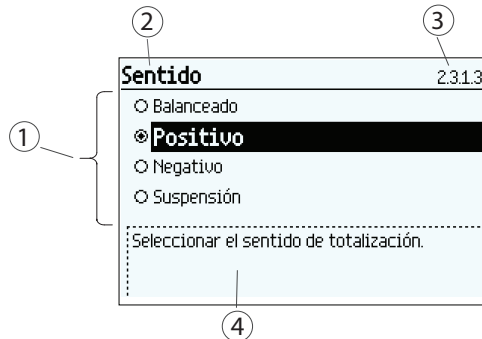 2
3
Sentido 2.3.1.3
1
Balanceado
Positivo
Negativo
Suspensión
Seleccionar el sentido de totalización.
4